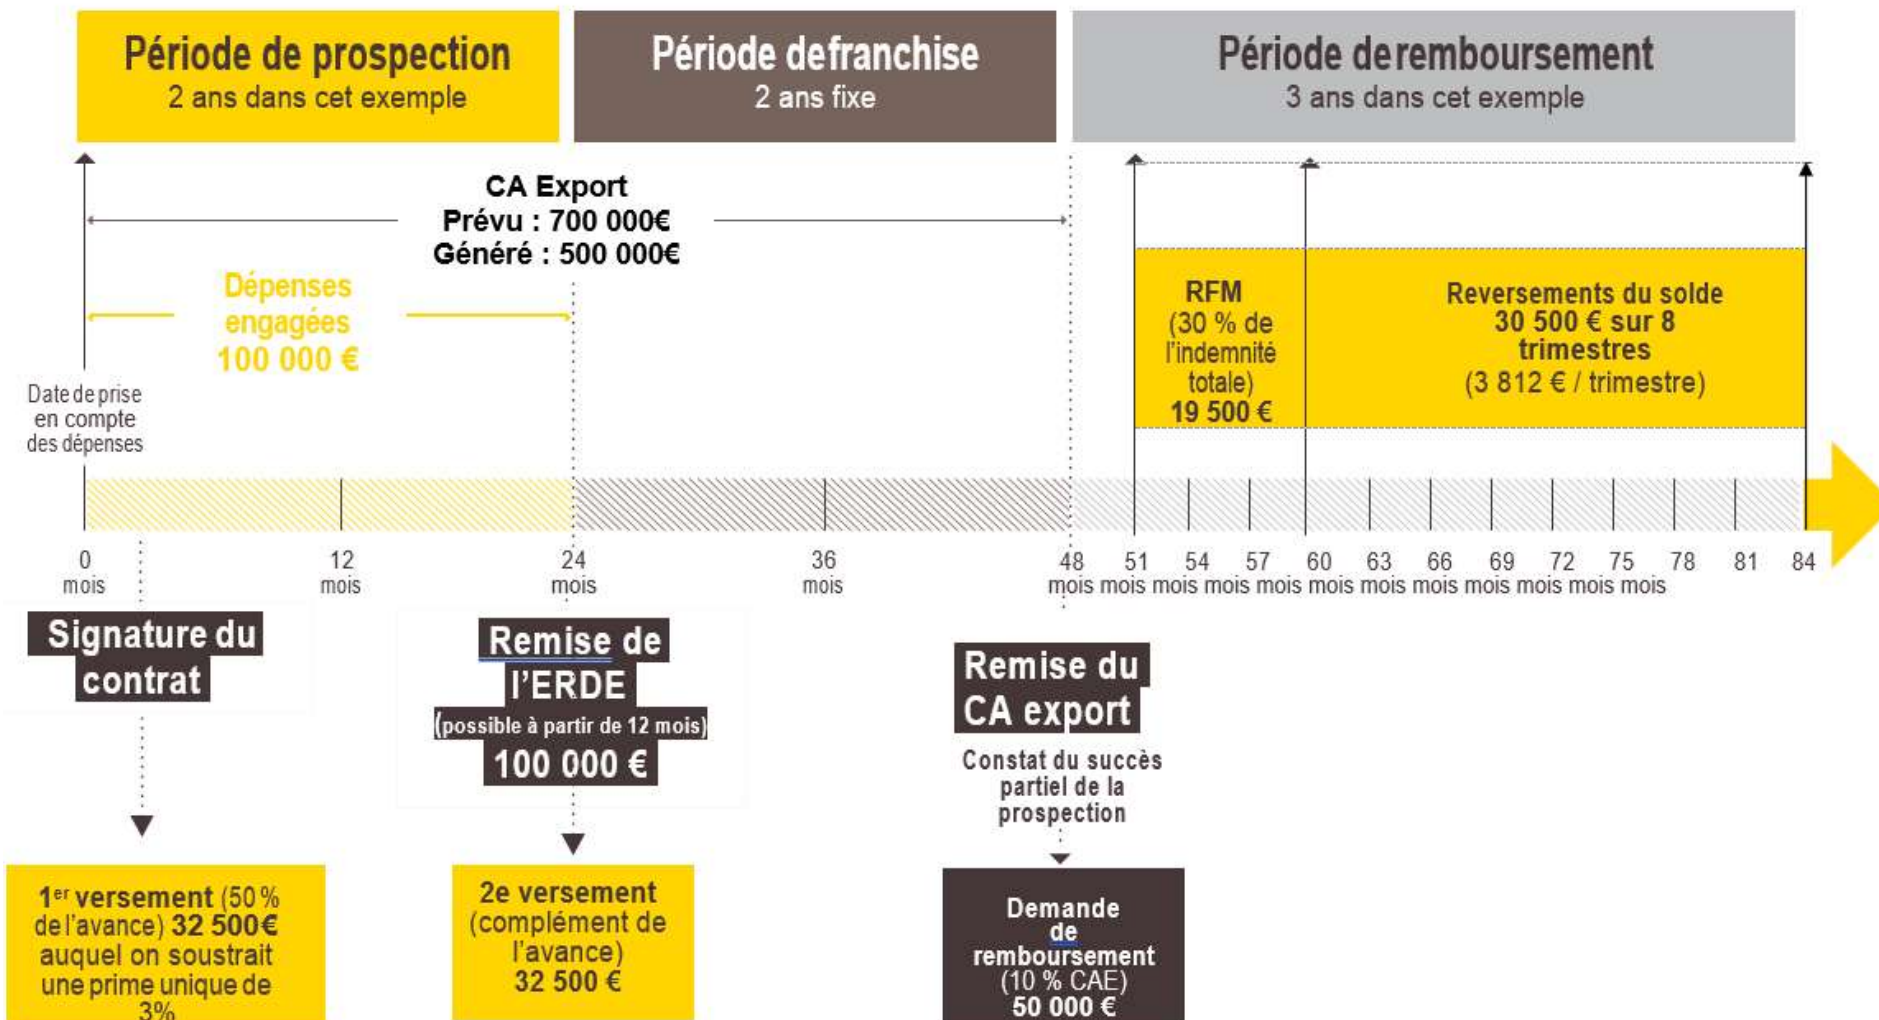 Période de prospection
2 ans dans cet exemple
Période defranchise
2 ans fixe
Période deremboursement
3 ans dans cet exemple
CA Export
Prévu : 700 000€
Généré : 500 000€
Dépenses
engagées
100 000 €
RFM
(30 % de
l'indemnité
totale)
19 500 €
Reversements du solde
30 500 € sur 8
trimestres
(3 812 € / trimestre)
Date de prise
en compte
des dépenses
0
mois
12
mois
24
mois
36
mois
48 51 54 57 60 63 66 69 72 75 78 81 84
mois mois mois mois mois mois mois mois mois mois mois mois
Signature du
contrat
Remise de
l'ERDE
(possible à partir de 12 mois)
100 000 €
Remise du
CA export
Constat du succès
partiel de la
prospection
1er versement (50 %
de l'avance) 32 500 €
auquel on soustrait
une prime unique de
3%
2e versement
(complément de
l'avance)
32 500 €
Demande
de
remboursement
(10 % CAE)
50 000 €